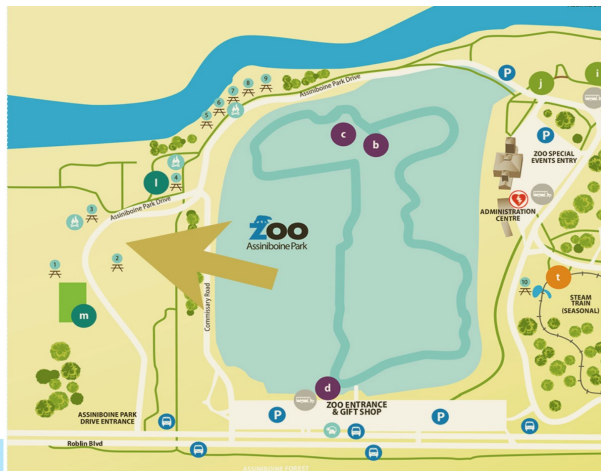 9
8
7
6
5
Assiniboine Park Drive
P
j
i
P
c
b
ZOO SPECIAL
EVENTS ENTRY
4
l
Assiniboine Park Drive
3
ZOO
Assiniboine Park
ADMINISTRATION
CENTRE
1
2
t
10
STEAM
TRAIN
(SEASONAL)
Commissary Road
m
d
ZOO ENTRANCE
& GIFT SHOP
P
P
ASSINIBOINE PARK
DRIVE ENTRANCE
Roblin Blvd
ASSINIBOINE FOREST